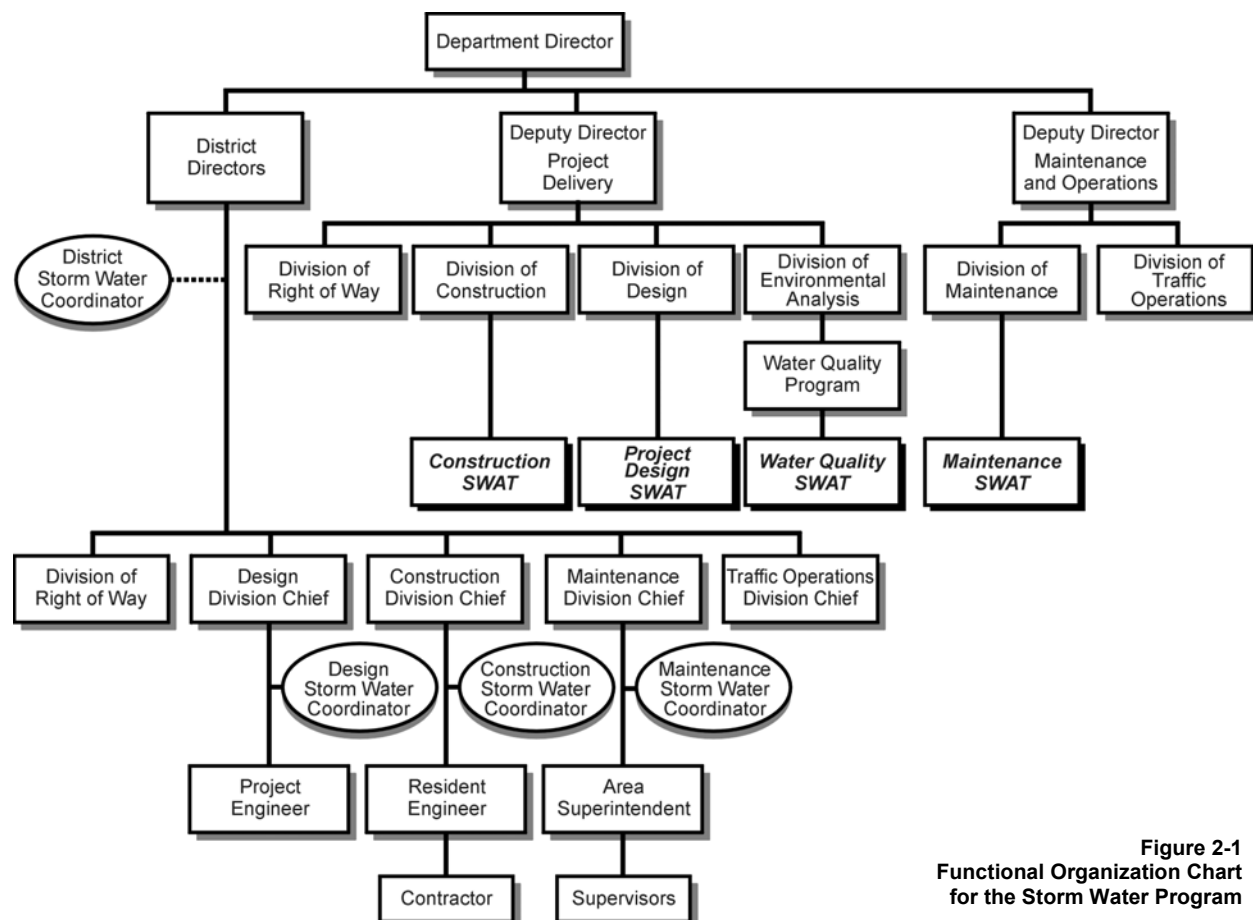 Department Director
District
Directors
Deputy Director
Project
Delivery
Deputy Director
Maintenance
and Operations
District
Storm Water
Coordinator
Division of
Right of Way
Division of
Construction
Division of
Design
Division of
Environmental
Analysis
Division of
Maintenance
Division of
Traffic
Operations
Water Quality
Program
Construction
SWAT
Project
Design
SWAT
Water Quality
SWAT
Maintenance
SWAT
Division of
Right of Way
Design
Division Chief
Construction
Division Chief
Maintenance
Division Chief
Traffic Operations
Division Chief
Design
Storm Water
Coordinator
Construction
Storm Water
Coordinator
Maintenance
Storm Water
Coordinator
Project
Engineer
Resident
Engineer
Area
Superintendent
Contractor
Supervisors
Figure 2-1
Functional Organization Chart
for the Storm Water Program